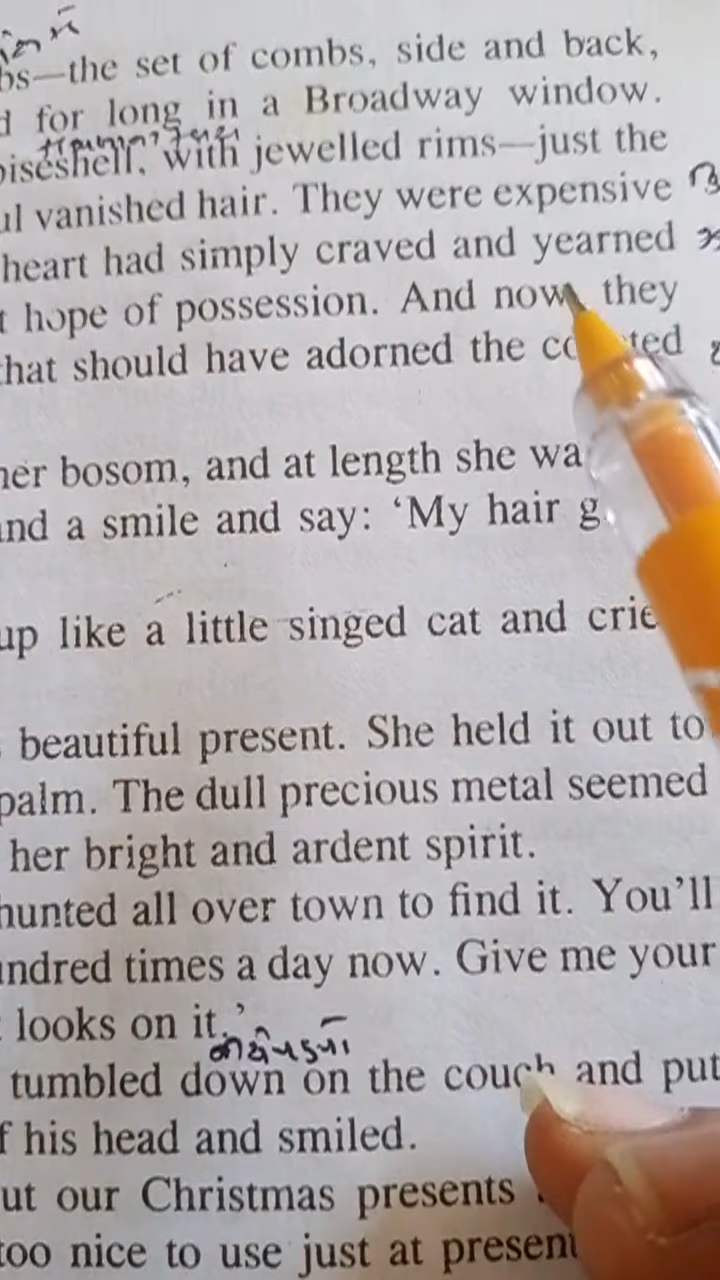 bs—the set of combs, side and back,
d for long in a Broadway window.
oiseshell, with jewelled rims—just the
ul vanished hair. They were expensive
heart had simply craved and yearned
t hope of possession. And now, they
that should have adorned the co ted
her bosom, and at length she wa
and a smile and say: ‘My hair g
up like a little singed cat and crie
beautiful present. She held it out to
palm. The dull precious metal seemed
her bright and ardent spirit.
hunted all over town to find it. You’ll
undred times a day now. Give me your
t looks on it.’
tumbled down on the couch and put
f his head and smiled.
ut our Christmas presents
too nice to use just at present